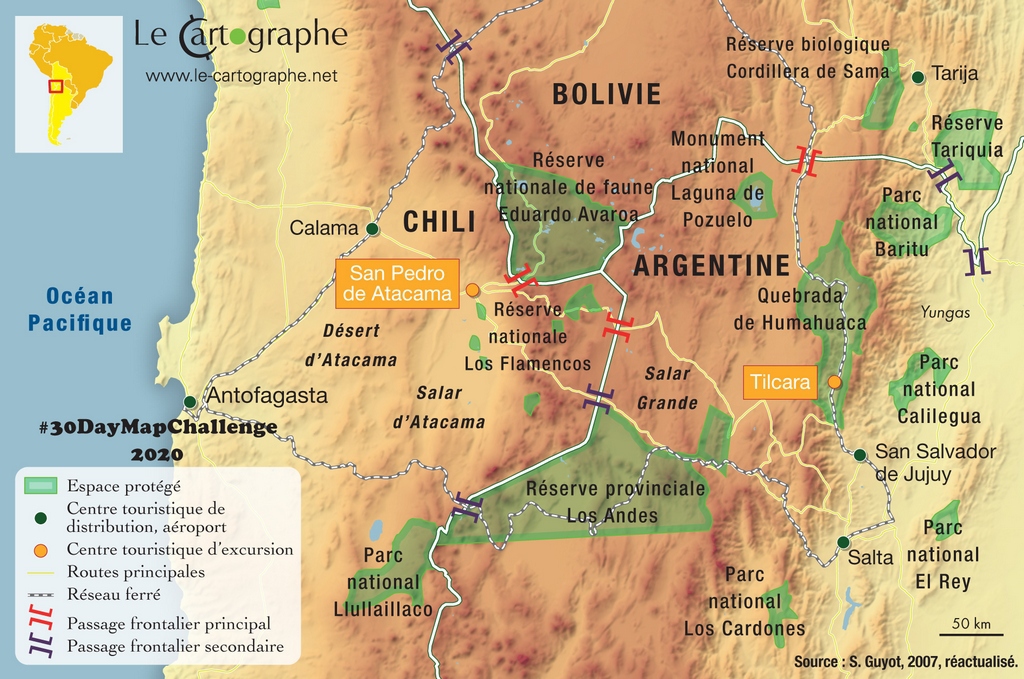 Le Cartographe
www.le-cartographe.net
BOLIVIE
Réserve biologique
Cordillera de Sama
Tarija
Réserve
Tariquia
Monument
national
Laguna de
Pozuelo
Réserve
nationale de faune
Eduardo Avaroa
Parc
national
Baritu
Calama
CHILI
San Pedro
de Atacama
ARGENTINE
Océan
Pacifique
Quebrada
de Humahuaca
Yungas
Désert
d'Atacama
Réserve
nationale
Los Flamencos
Salar
d'Atacama
Salar
Grande
Tilcara
Parc
national
Calilegua
Antofagasta
#30DayMapChallenge
2020
San Salvador
de Jujuy
Réserve provinciale
Los Andes
Parc
national
Llullaillaco
Salta
Parc
national
El Rey
Parc
national
Los Cardones
Espace protégé
Centre touristique de
distribution, aéroport
Centre touristique d'excursion
Routes principales
Réseau ferré
Passage frontalier principal
Passage frontalier secondaire
50 km
Source : S. Guyot, 2007, réactualisé.